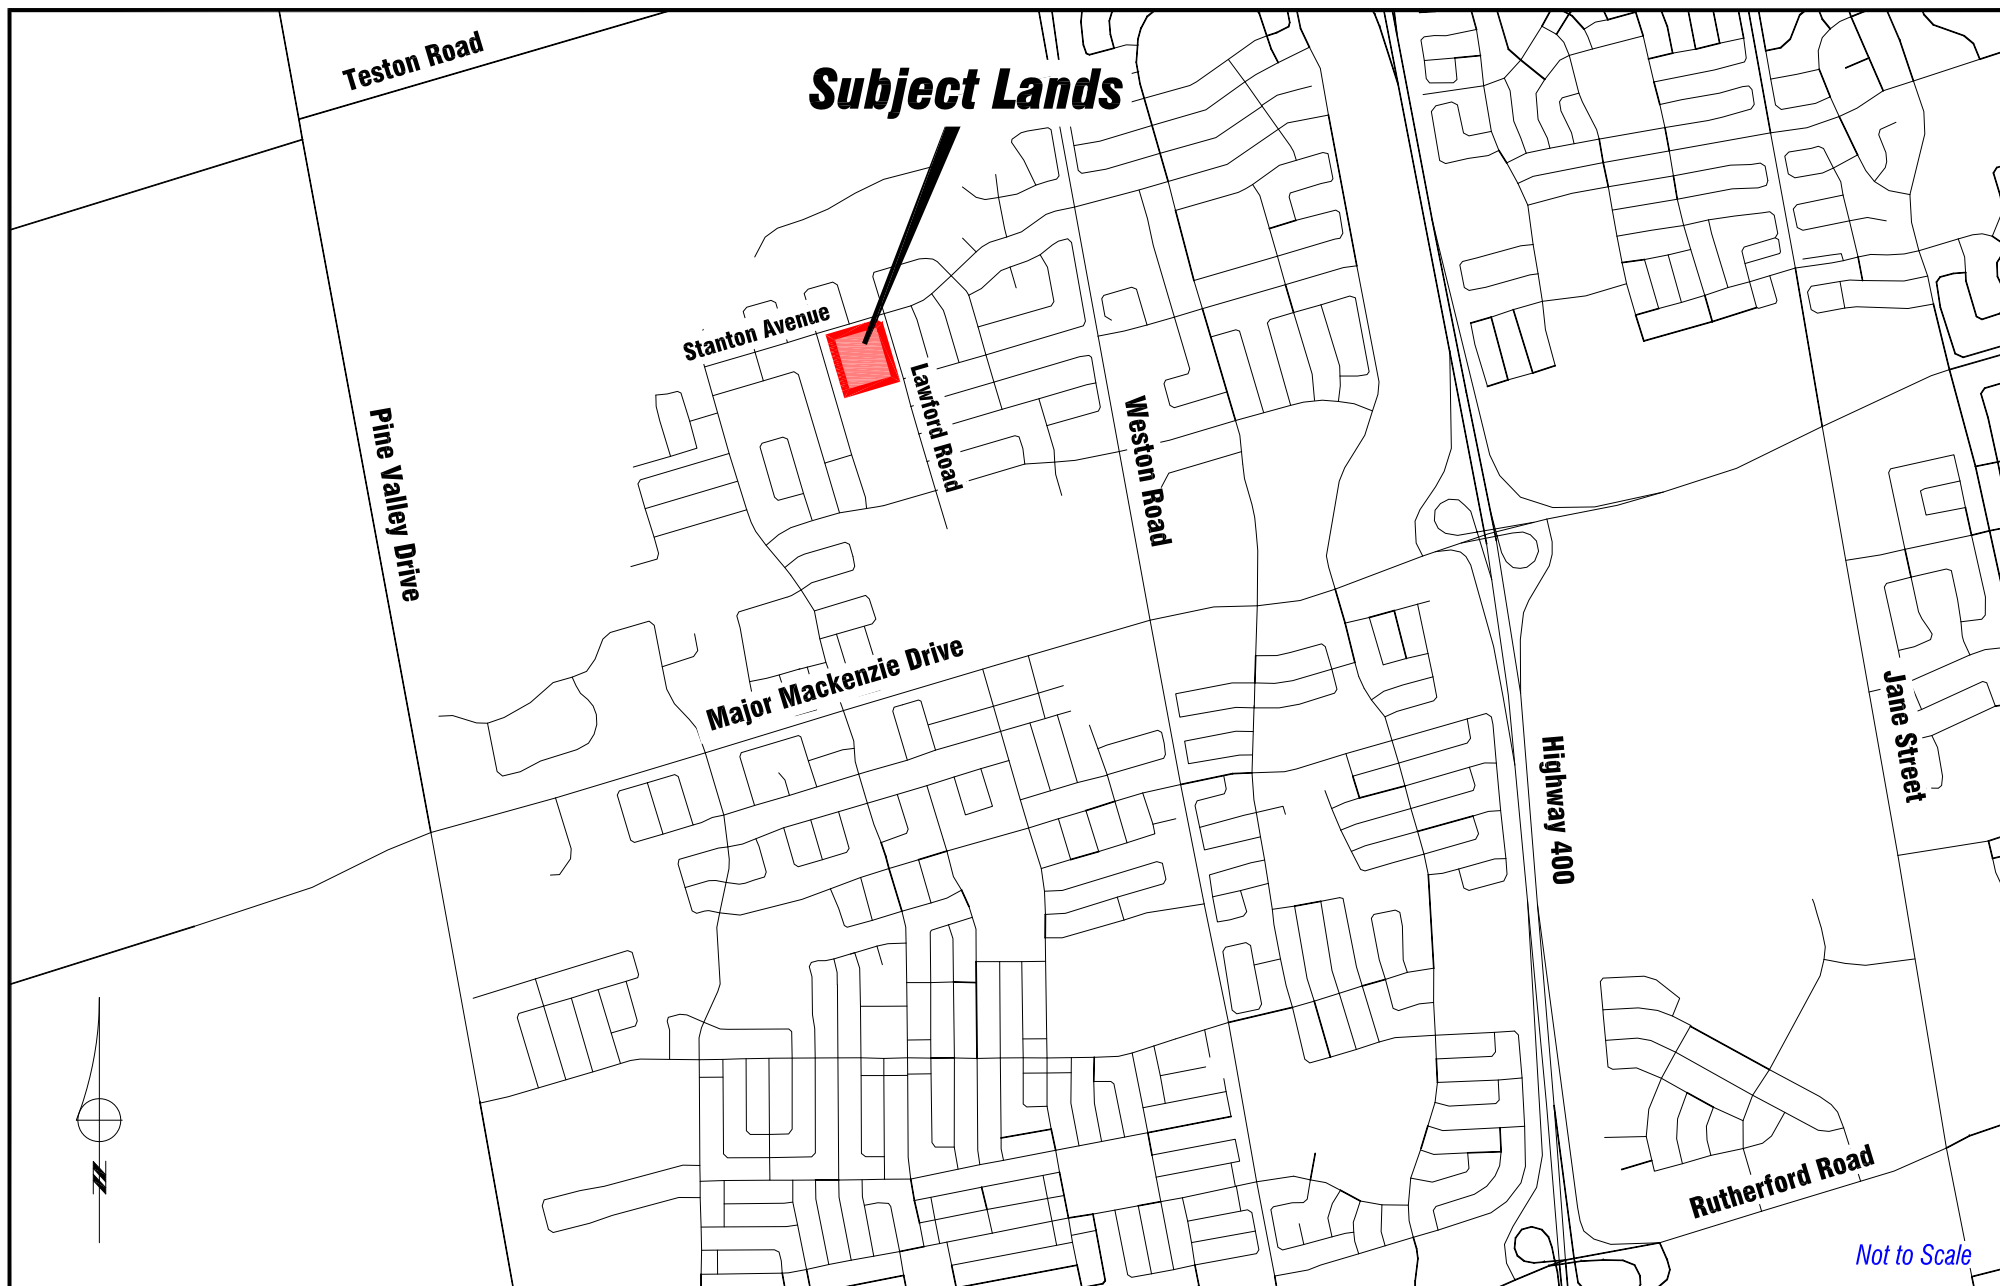 Teston Road
Subject Lands
Stanton Avenue
Lawford Road
Pine Valley Drive
Weston Road
Major Mackenzie Drive
Jane Street
Highway 400
Rutherford Road
N
Not to Scale